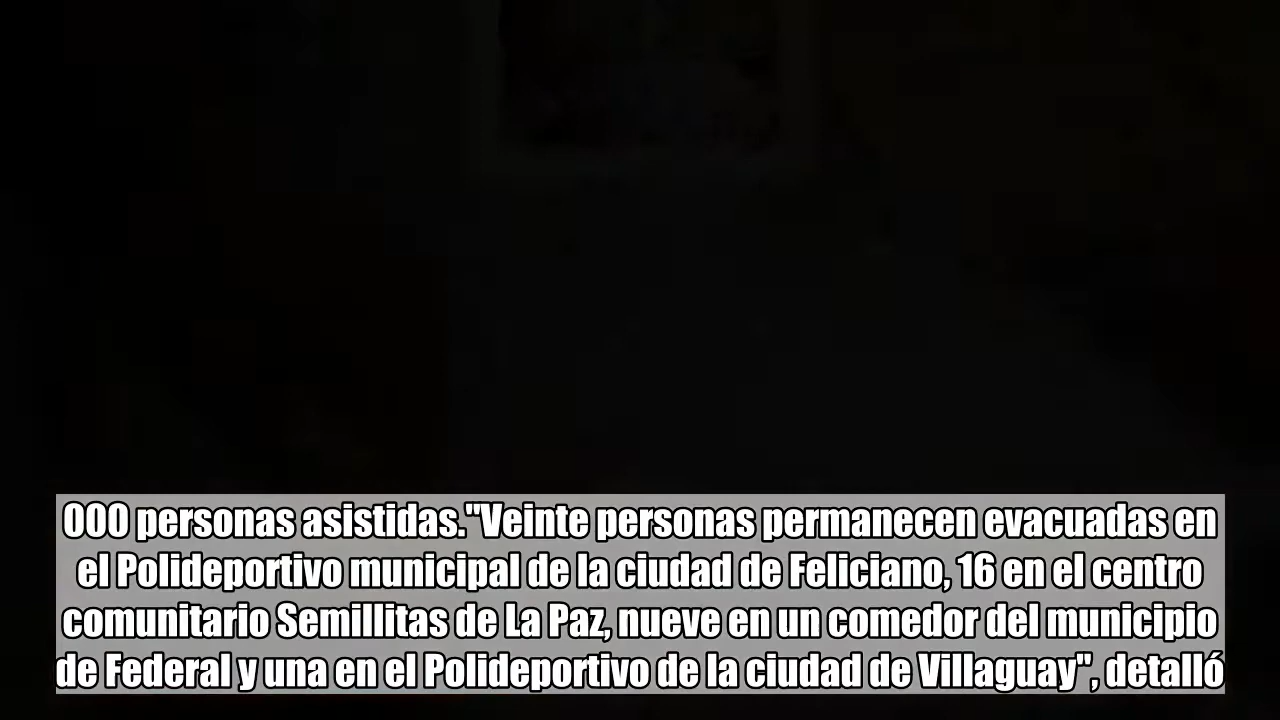 000 personas asistidas."Veinte personas permanecen evacuadas en
el Polideportivo municipal de la ciudad de Feliciano, 16 en el centro
comunitario Semillitas de La Paz, nueve en un comedor del municipio
de Federal y una en el Polideportivo de la ciudad de Villaguay", detalló